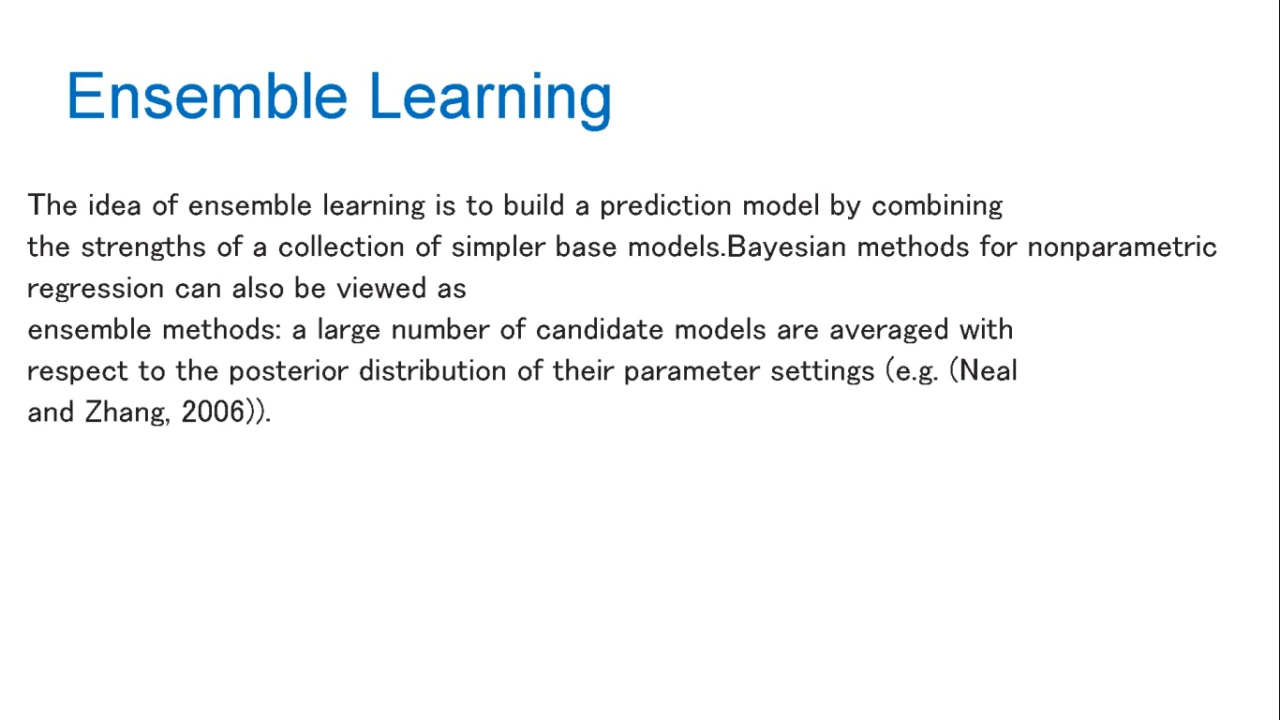 Ensemble Learning
The idea of ensemble learning is to build a prediction model by combining
the strengths of a collection of simpler base models.Bayesian methods for nonparametric
regression can also be viewed as
ensemble methods: a large number of candidate models are averaged with
respect to the posterior distribution of their parameter settings (e.g. (Neal
and Zhang, 2006)).